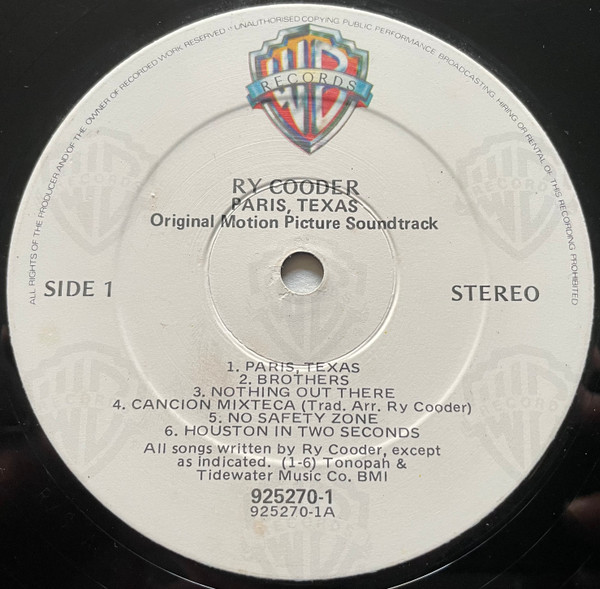 ALL RIGHTS OF THE PRODUCER AND OF THE OWNER OF RECORDED WORK RESERVED - UNAUTHORISED COPYING PUBLIC PERFORMANCE BROADCASTING HIRING OR RENTAL OF THIS RECORDING PROHIBITED
RECORDS
RY COODER
PARIS, TEXAS
Original Motion Picture Soundtrack
SIDE 1
STEREO
1. PARIS, TEXAS
2. BROTHERS
3. NOTHING OUT THERE
4. CANCION MIXTECA (Trad. Arr. Ry Cooder)
5. NO SAFETY ZONE
6. HOUSTON IN TWO SECONDS
All songs written by Ry Cooder, except
as indicated. (1-6) Tonopah &
Tidewater Music Co. BMI
925270-1
925270-1A